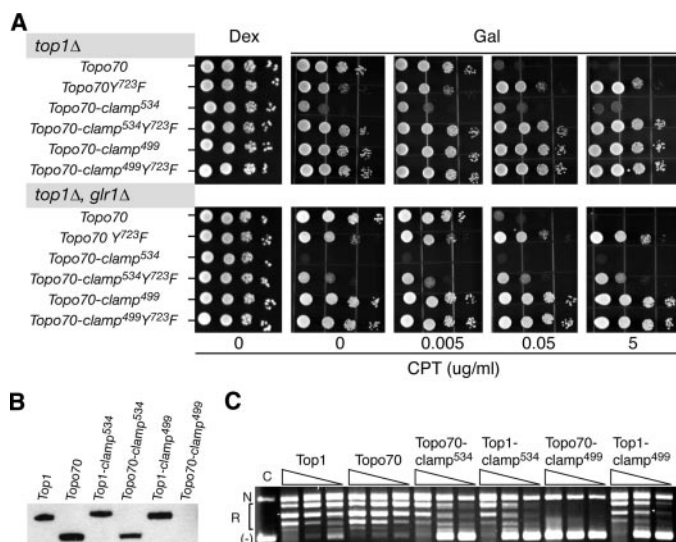 A
top1Δ
Dex
Gal
Topo70
Topo70Y⁷²³F
Topo70-clamp⁵³⁴
Topo70-clamp⁵³⁴Y⁷²³F
Topo70-clamp⁴⁹⁹
Topo70-clamp⁴⁹⁹Y⁷²³F
top1Δ, glr1Δ
Topo70
Topo70 Y⁷²³F
Topo70-clamp⁵³⁴
Topo70-clamp⁵³⁴Y⁷²³F
Topo70-clamp⁴⁹⁹
Topo70-clamp⁴⁹⁹Y⁷²³F
0 0 0.005 0.05 5
CPT (ug/ml)
B
Top1
Topo70
Top1-clamp⁵³⁴
Topo70-clamp⁵³⁴
Top1-clamp⁴⁹⁹
Topo70-clamp⁴⁹⁹
C
C
Top1
Topo70
Topo70-clamp⁵³⁴
Top1-clamp⁵³⁴
Topo70-clamp⁴⁹⁹
Top1-clamp⁴⁹⁹
N
R
(-)